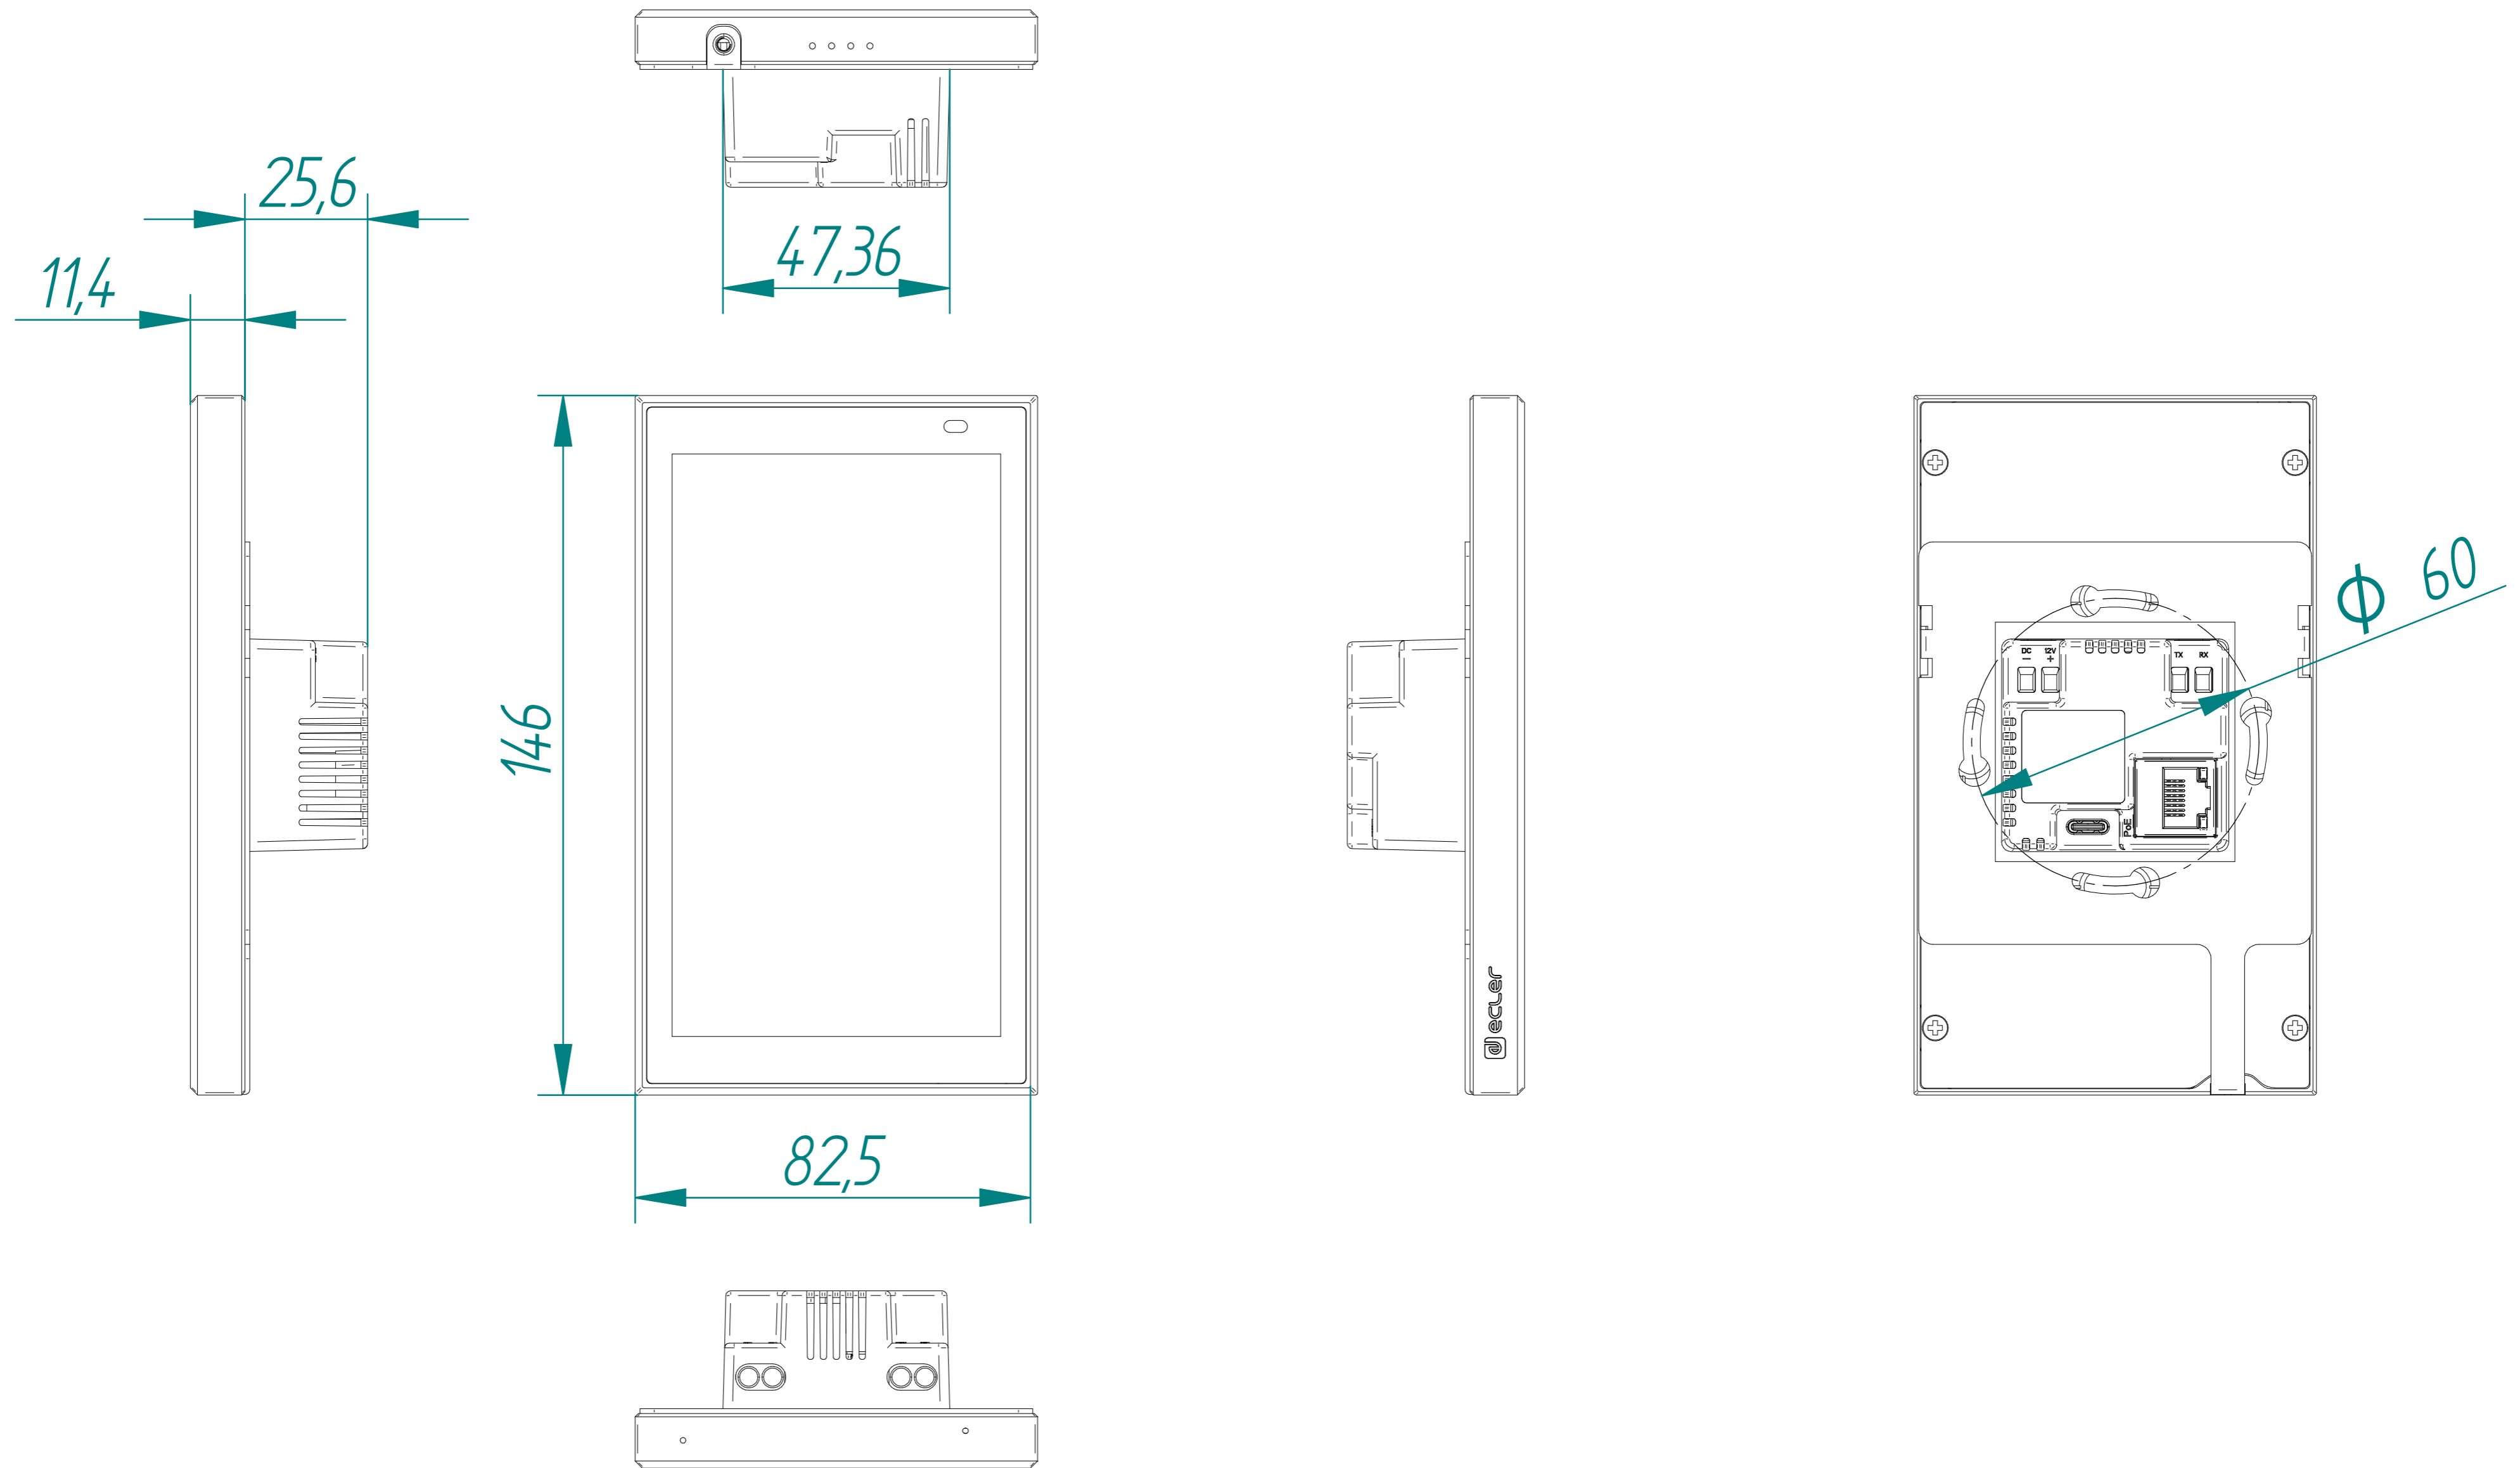 25,6
47,36
11,4
Φ 60
DC 12V
− +
TX RX
146
PoE
ecler
82,5